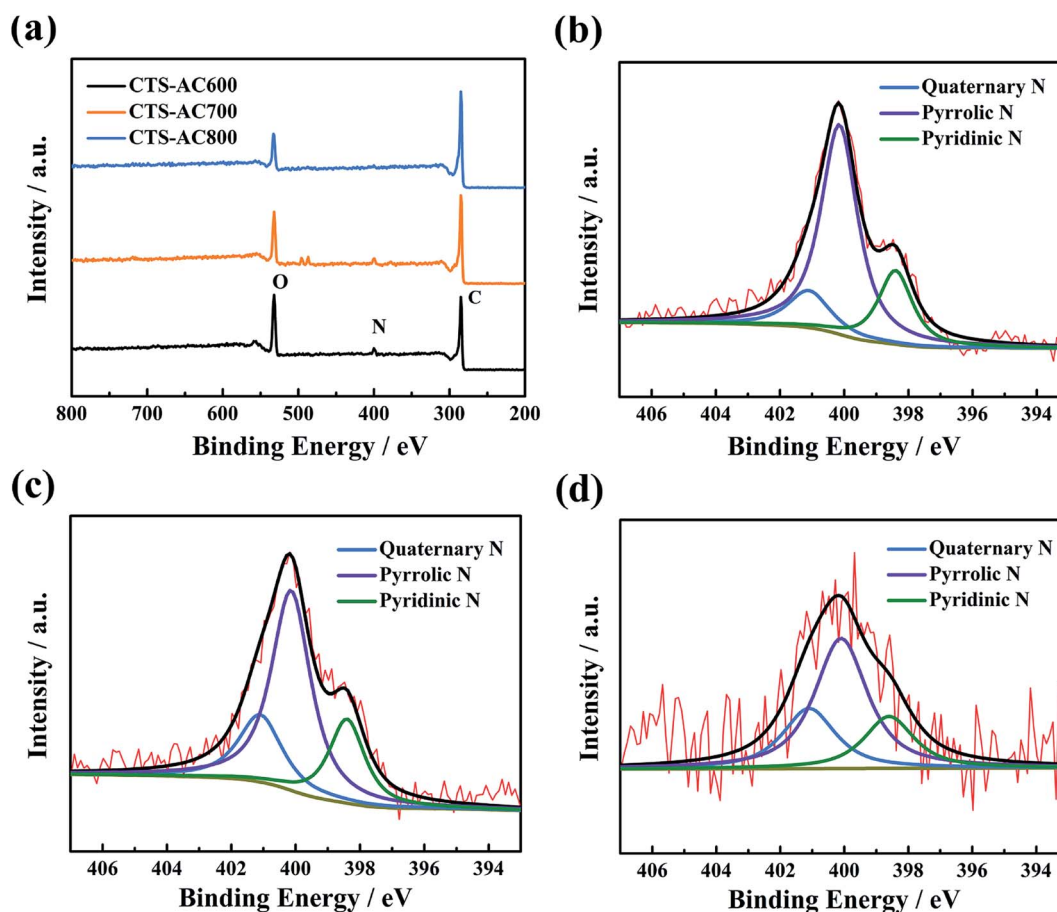 (a)
CTS-AC600
CTS-AC700
CTS-AC800
O
N
C
Intensity / a.u.
800 700 600 500 400 300 200
Binding Energy / eV
(b)
Quaternary N
Pyrrolic N
Pyridinic N
Intensity / a.u.
406 404 402 400 398 396 394
Binding Energy / eV
(c)
Quaternary N
Pyrrolic N
Pyridinic N
Intensity / a.u.
406 404 402 400 398 396 394
Binding Energy / eV
(d)
Quaternary N
Pyrrolic N
Pyridinic N
Intensity / a.u.
406 404 402 400 398 396 394
Binding Energy / eV